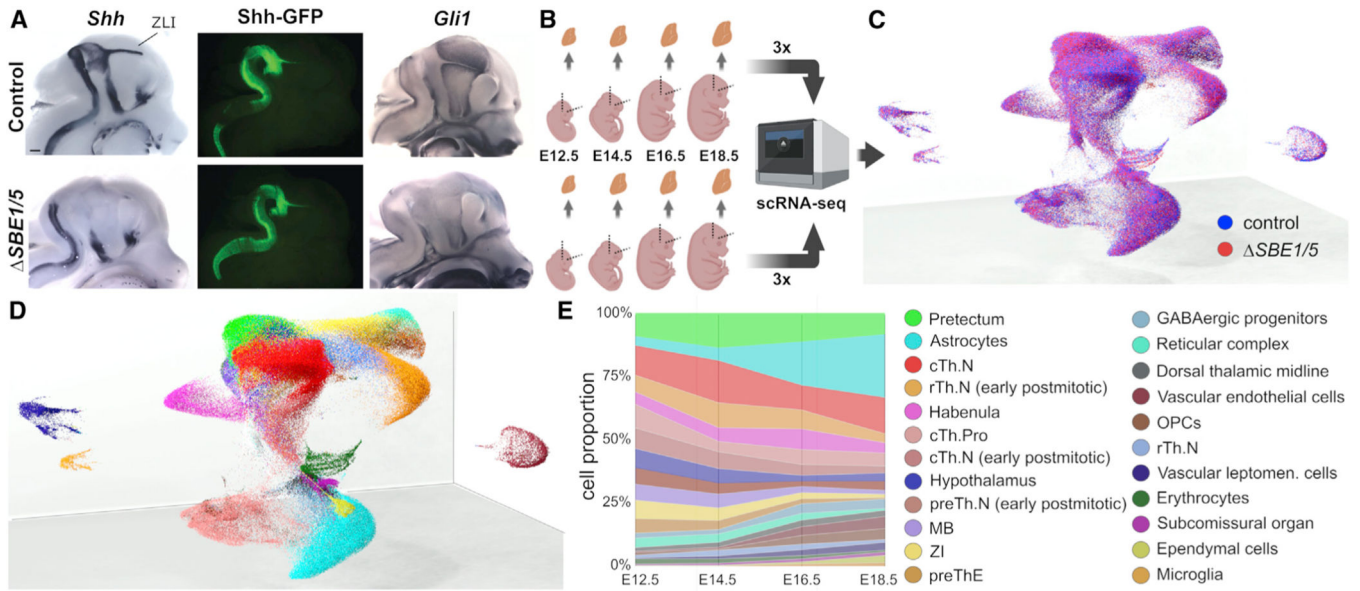 A
Shh
ZLI
Shh-GFP
Gli1
Control
ΔSBE1/5
B
3x
E12.5 E14.5 E16.5 E18.5
scRNA-seq
3x
C
control
ΔSBE1/5
D
E
cell proportion
100%
75%
50%
25%
0%
E12.5 E14.5 E16.5 E18.5
Pretectum
Astrocytes
cTh.N
rTh.N (early postmitotic)
Habenula
cTh.Pro
cTh.N (early postmitotic)
Hypothalamus
preTh.N (early postmitotic)
MB
ZI
preThE
GABAergic progenitors
Reticular complex
Dorsal thalamic midline
Vascular endothelial cells
OPCs
rTh.N
Vascular leptomen. cells
Erythrocytes
Subcomissural organ
Ependymal cells
Microglia